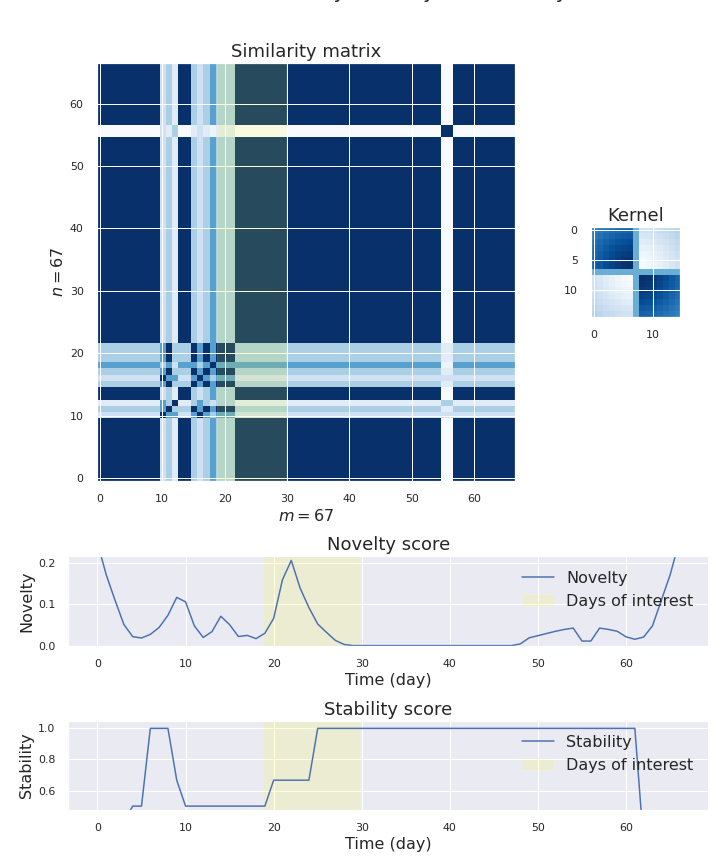 Similarity matrix
60
50
40
30
20
10
0
n = 67
0 10 20 30 40 50 60
m = 67
Kernel
0
5
10
0 10
Novelty score
0.2
0.1
0.0
Novelty
Novelty
Days of interest
0 10 20 30 40 50 60
Time (day)
Stability score
1.0
0.8
0.6
Stability
Stability
Days of interest
0 10 20 30 40 50 60
Time (day)